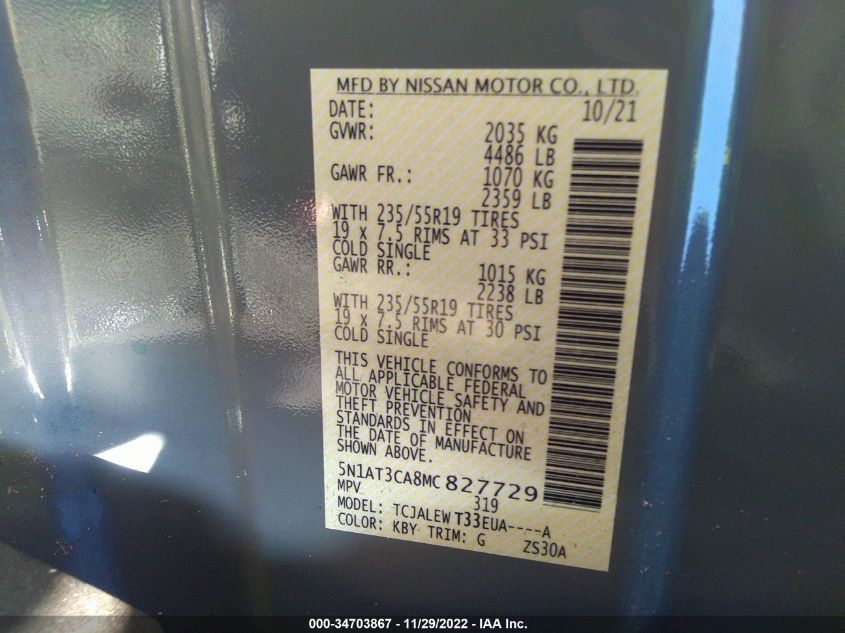 MFD BY NISSAN MOTOR CO., LTD.
DATE: 10/21
GVWR: 2035 KG
4486 LB
GAWR FR.: 1070 KG
2359 LB
WITH 235/55R19 TIRES
19 x 7.5 RIMS AT 33 PSI
COLD SINGLE
GAWR RR.: 1015 KG
2238 LB
WITH 235/55R19 TIRES
19 x 7.5 RIMS AT 30 PSI
COLD SINGLE
THIS VEHICLE CONFORMS TO
ALL APPLICABLE FEDERAL
MOTOR VEHICLE SAFETY AND
THEFT PREVENTION
STANDARDS IN EFFECT ON
THE DATE OF MANUFACTURE
SHOWN ABOVE.
5N1AT3CA8MC 827729
MPV 319
MODEL: TCJALEW T33EUA----A
COLOR: KBY TRIM: G ZS30A
000-34703867 - 11/29/2022 - IAA Inc.